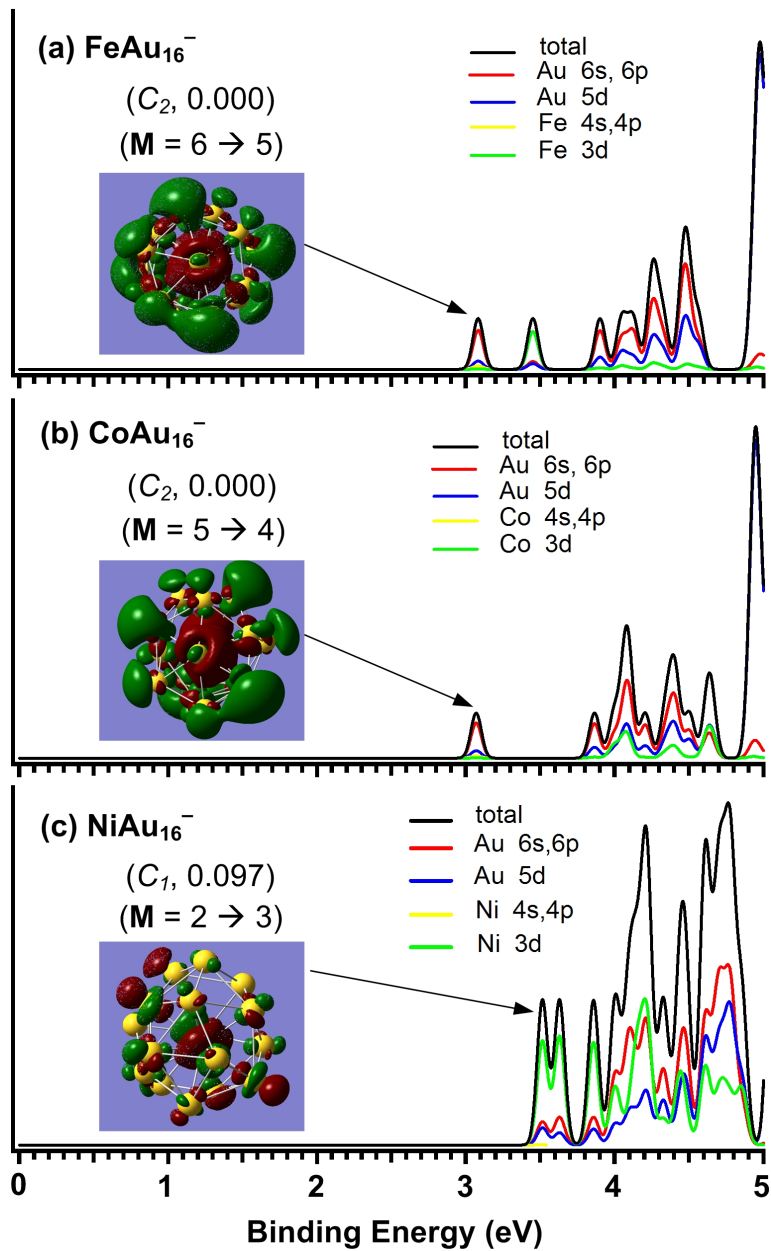 (a) FeAu₁₆⁻
(C₂, 0.000)
(M = 6 → 5)
total
Au 6s, 6p
Au 5d
Fe 4s,4p
Fe 3d
(b) CoAu₁₆⁻
(C₂, 0.000)
(M = 5 → 4)
total
Au 6s, 6p
Au 5d
Co 4s,4p
Co 3d
(c) NiAu₁₆⁻
(C₁, 0.097)
(M = 2 → 3)
total
Au 6s,6p
Au 5d
Ni 4s,4p
Ni 3d
0 1 2 3 4 5
Binding Energy (eV)